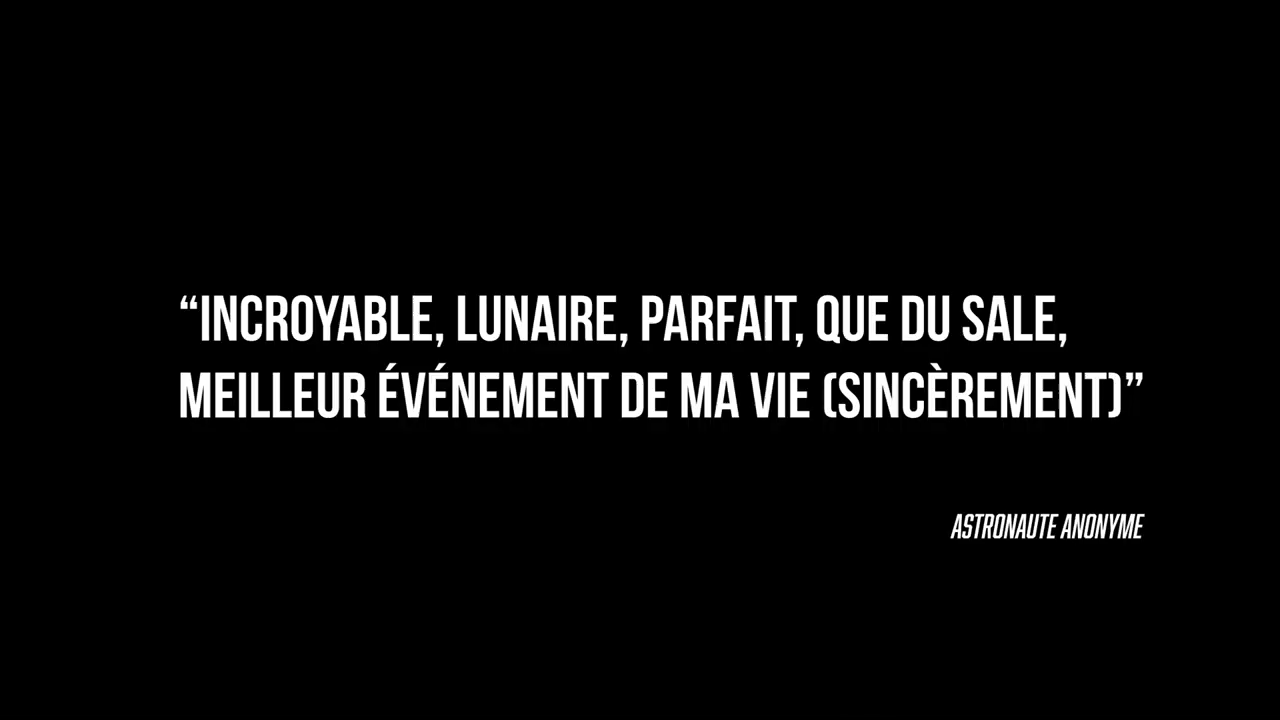 “INCROYABLE, LUNAIRE, PARFAIT, QUE DU SALE,
MEILLEUR ÉVÉNEMENT DE MA VIE (SINCÈREMENT)”
ASTRONAUTE ANONYME